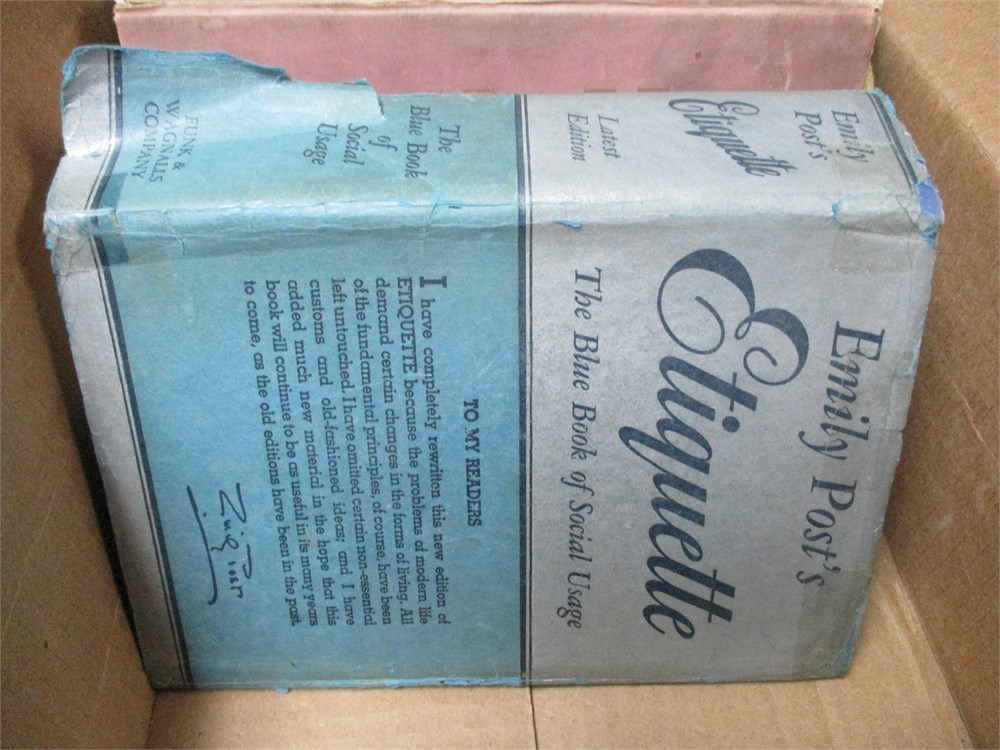 Emily
Post's
Etiquette
Latest
Edition
The
Blue Book
of
Social
Usage
FUNK &
WAGNALLS
COMPANY
Emily Post's
Etiquette
The Blue Book of Social Usage
TO MY READERS
I have completely rewritten this new edition of
ETIQUETTE because the problems of modern life
demand certain changes in the forms of living. All
of the fundamental principles, of course, have been
left untouched. I have omitted certain non-essential
customs and old-fashioned ideas; and I have
added much new material in the hope that this
book will continue to be as useful in its many years
to come, as the old editions have been in the past.
Emily Post